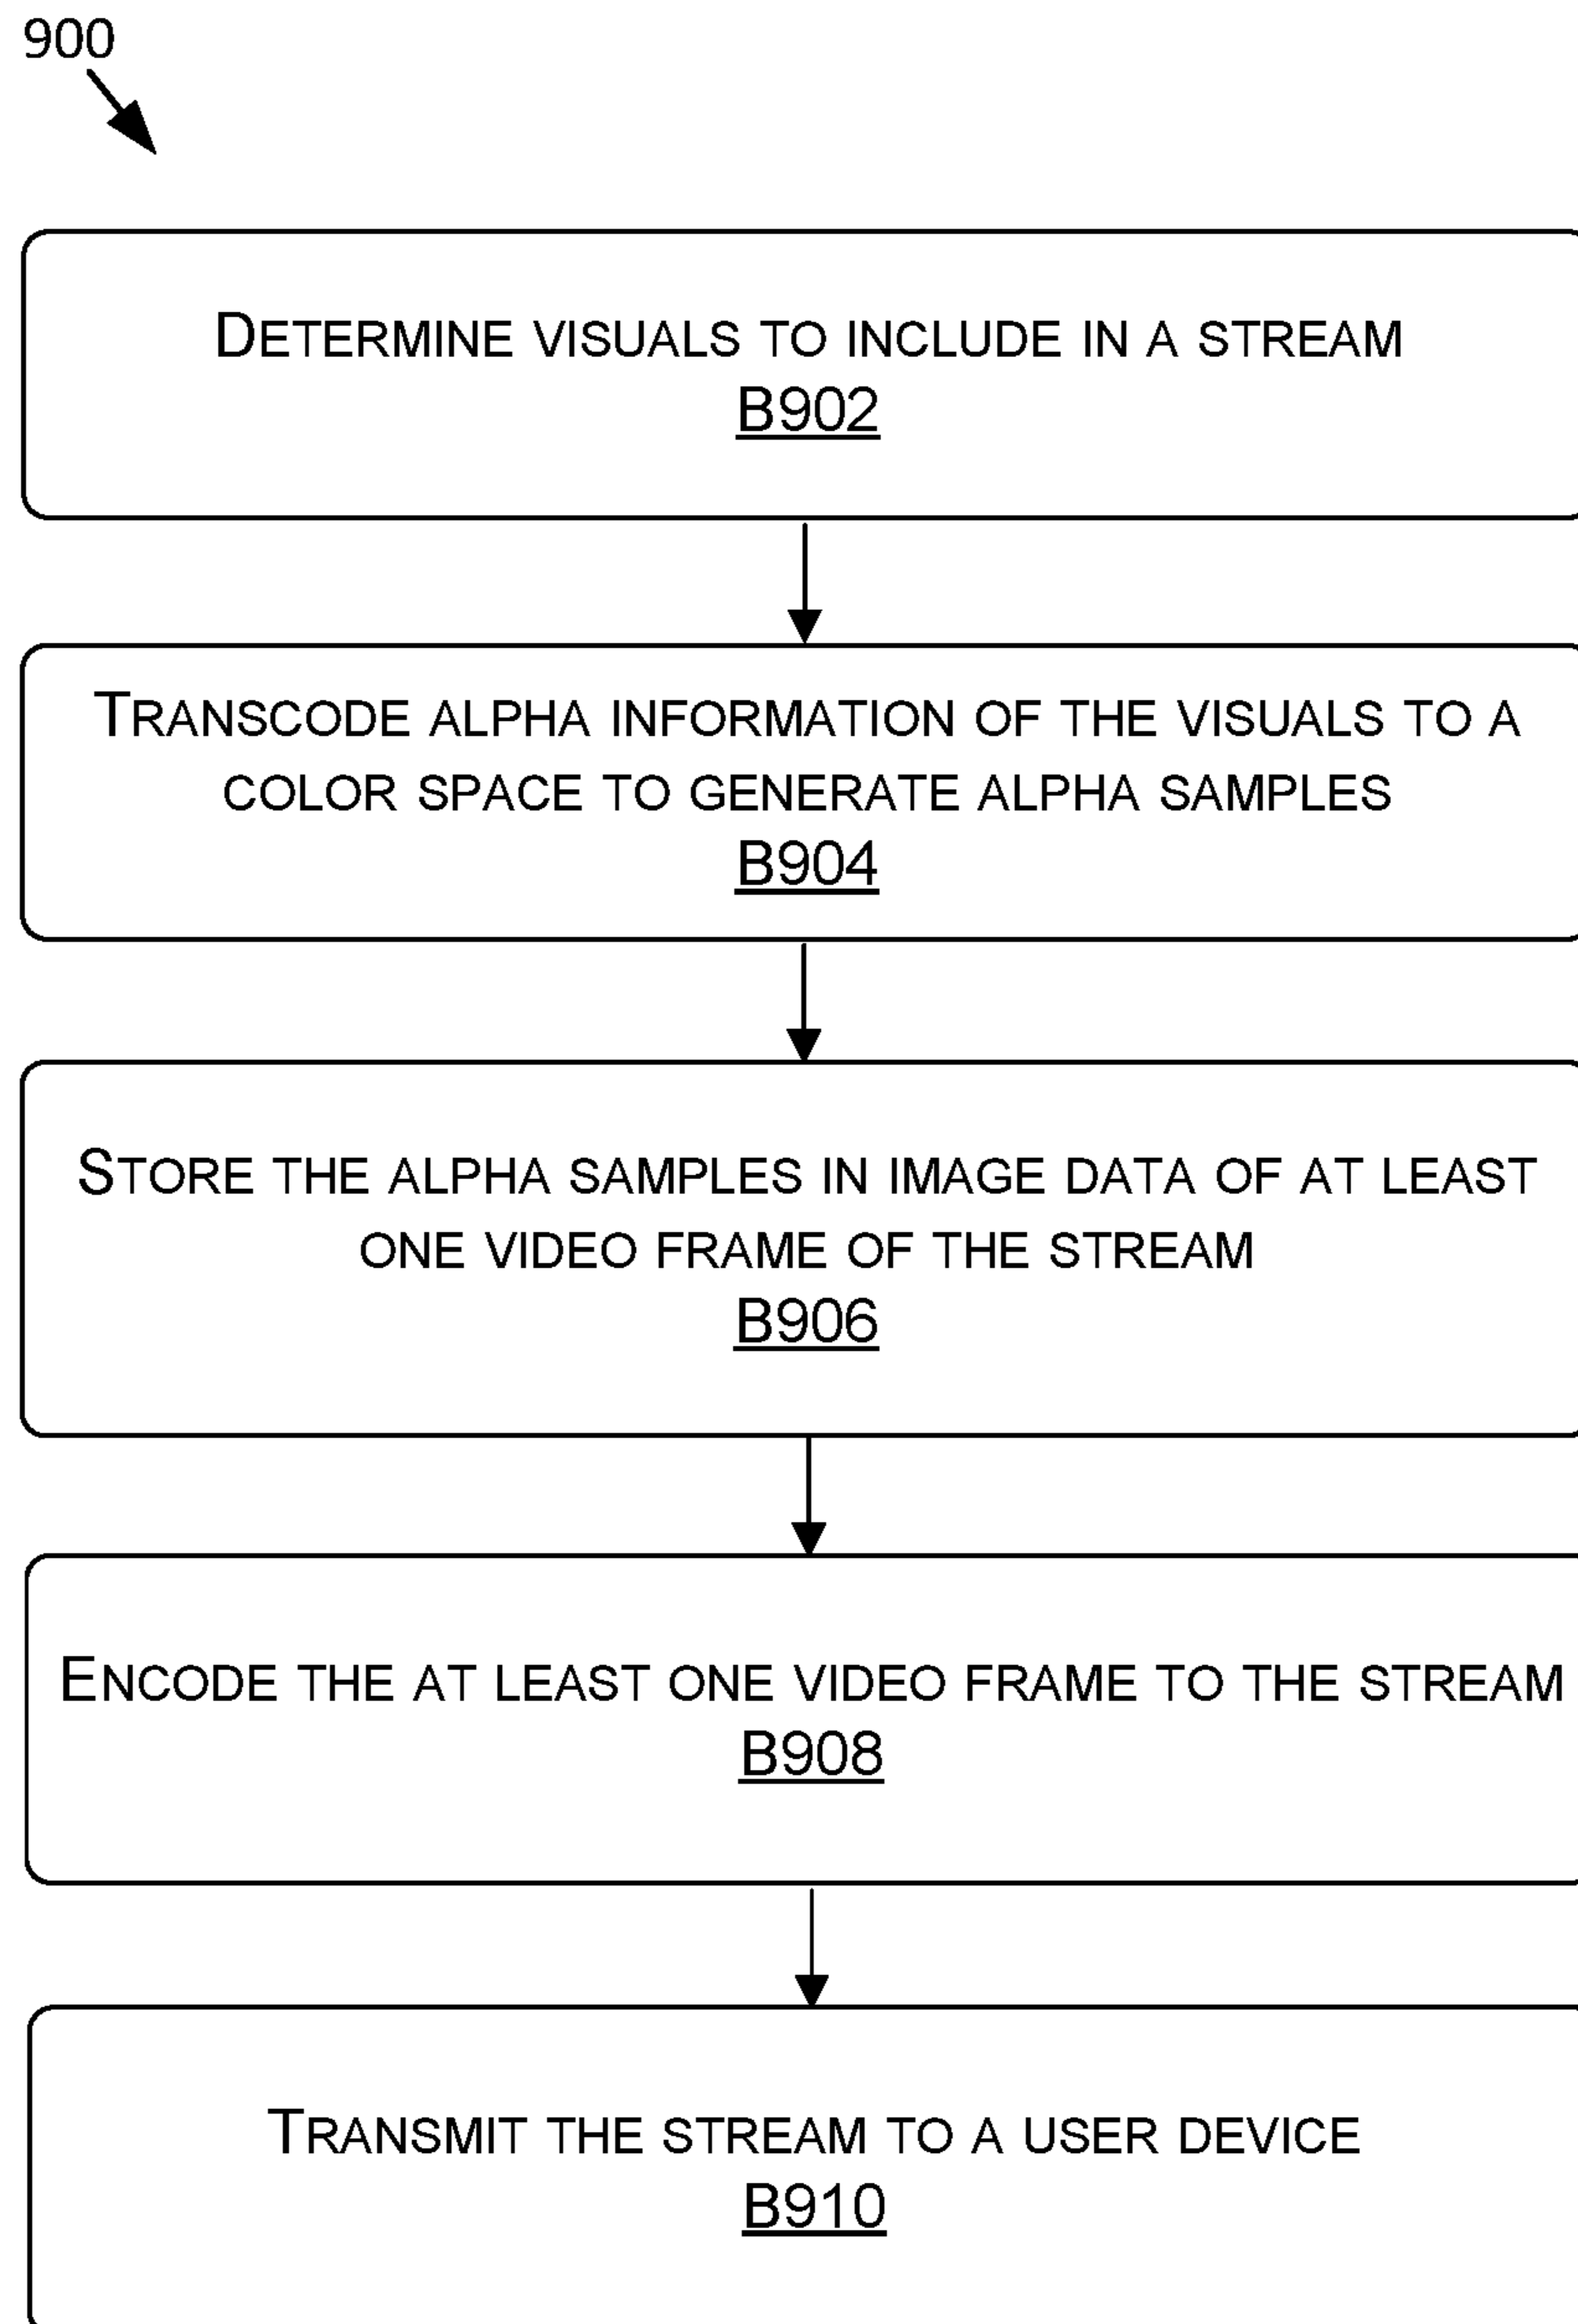 900
DETERMINE VISUALS TO INCLUDE IN A STREAM
B902
TRANSCODE ALPHA INFORMATION OF THE VISUALS TO A
COLOR SPACE TO GENERATE ALPHA SAMPLES
B904
STORE THE ALPHA SAMPLES IN IMAGE DATA OF AT LEAST
ONE VIDEO FRAME OF THE STREAM
B906
ENCODE THE AT LEAST ONE VIDEO FRAME TO THE STREAM
B908
TRANSMIT THE STREAM TO A USER DEVICE
B910